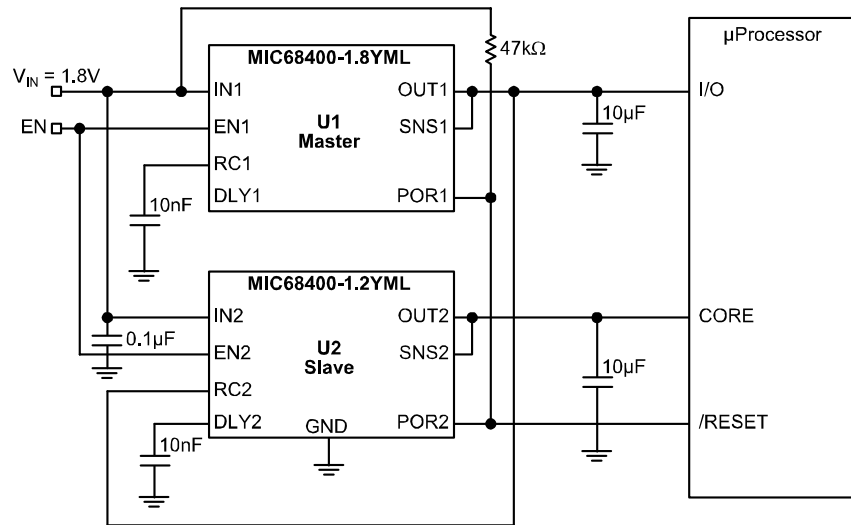 VIN = 1.8V
EN
MIC68400-1.8YML
IN1
EN1
RC1
DLY1
U1
Master
OUT1
SNS1
POR1
10nF
47kΩ
10µF
µProcessor
I/O
CORE
/RESET
MIC68400-1.2YML
IN2
EN2
RC2
DLY2
U2
Slave
GND
OUT2
SNS2
POR2
0.1µF
10nF
10µF